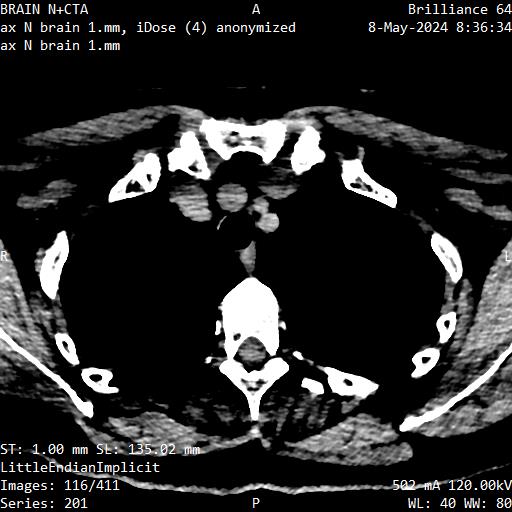 BRAIN N+CTA
A
Brilliance 64
ax N brain 1.mm, iDose (4) anonymized
8-May-2024 8:36:34
ax N brain 1.mm
R
L
ST: 1.00 mm SL: 135.02 mm
LittleEndianImplicit
Images: 116/411
502 mA 120.00kV
Series: 201
P
WL: 40 WW: 80